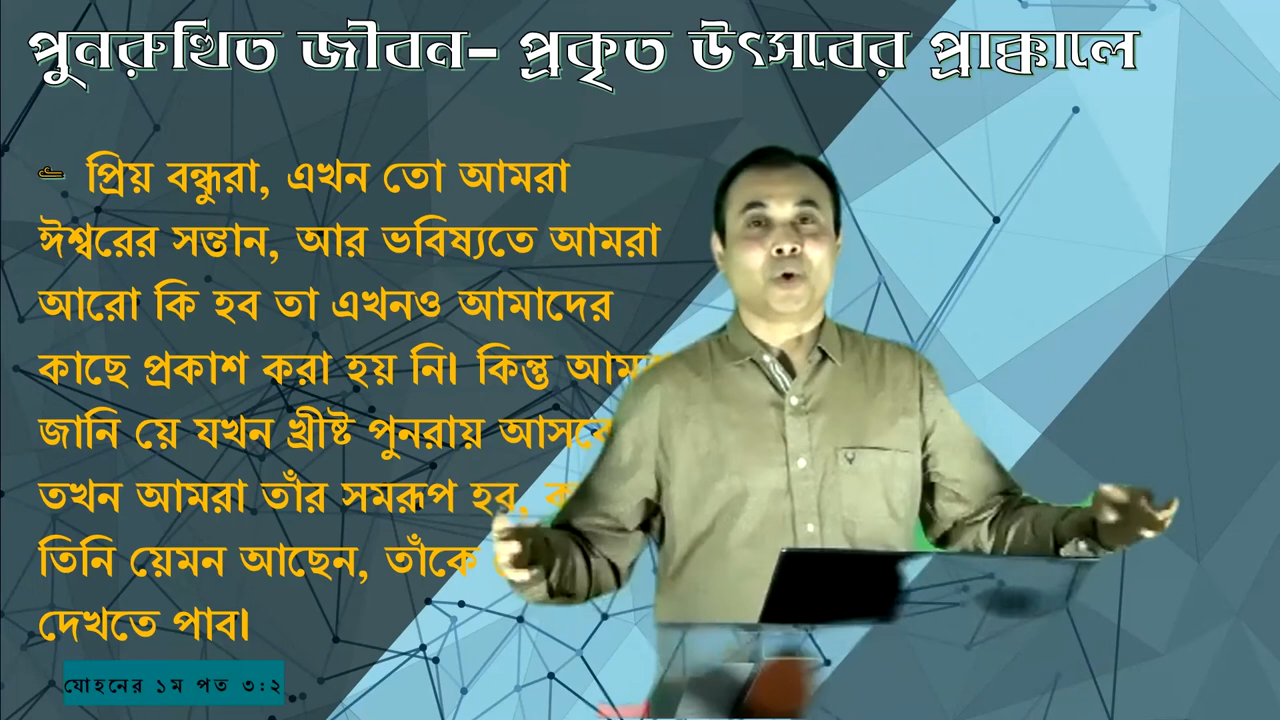 পুনরুত্থিত জীবন- প্রকৃত উৎসবের প্রাক্কালে
প্রিয় বন্ধুরা, এখন তো আমরা
ঈশ্বরের সন্তান, আর ভবিষ্যতে আমরা
আরো কি হব তা এখনও আমাদের
কাছে প্রকাশ করা হয় নি৷ কিন্তু
জানি য়ে যখন খ্রীষ্ট পুনরায়
তখন আমরা তাঁর সমরূপ হব,
তিনি য়েমন আছেন, তাঁকে
দেখতে পাব৷
যোহনের ১ম পত ৩:২